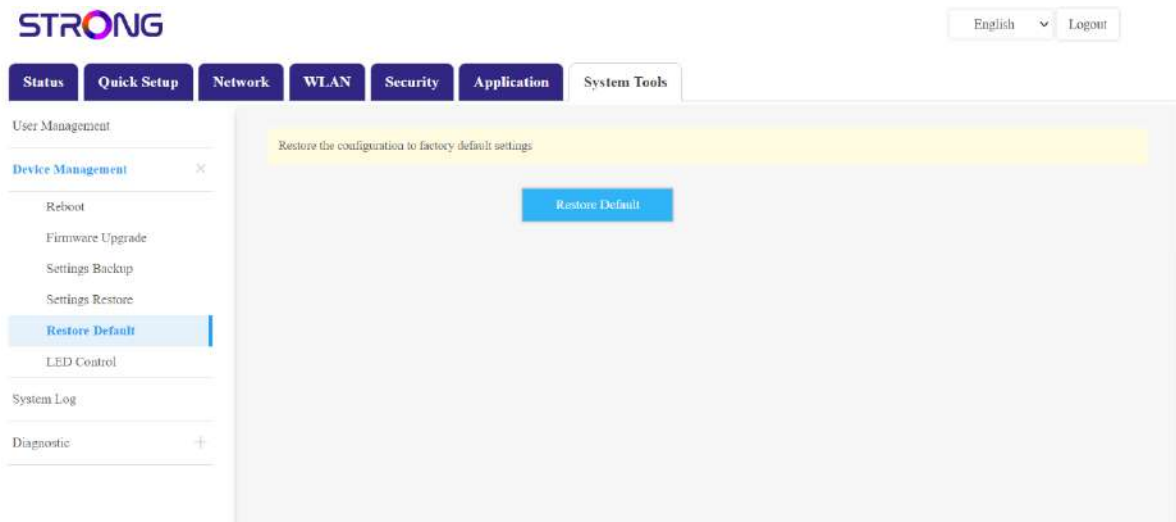 STRONG
English
Logout
Status
Quick Setup
Network
WLAN
Security
Application
System Tools
User Management
Restore the configuration to factory default settings
Device Management
Restore Default
Reboot
Firmware Upgrade
Settings Backup
Settings Restore
Restore Default
LED Control
System Log
Diagnostic